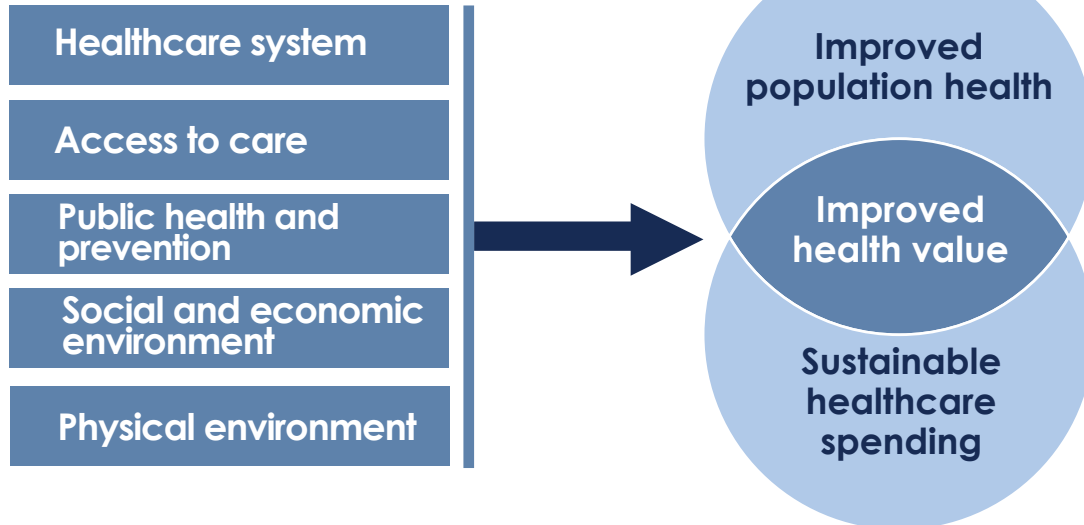 Healthcare system
Access to care
Public health and
prevention
Social and economic
environment
Physical environment
Improved
population health
Improved
health value
Sustainable
healthcare
spending